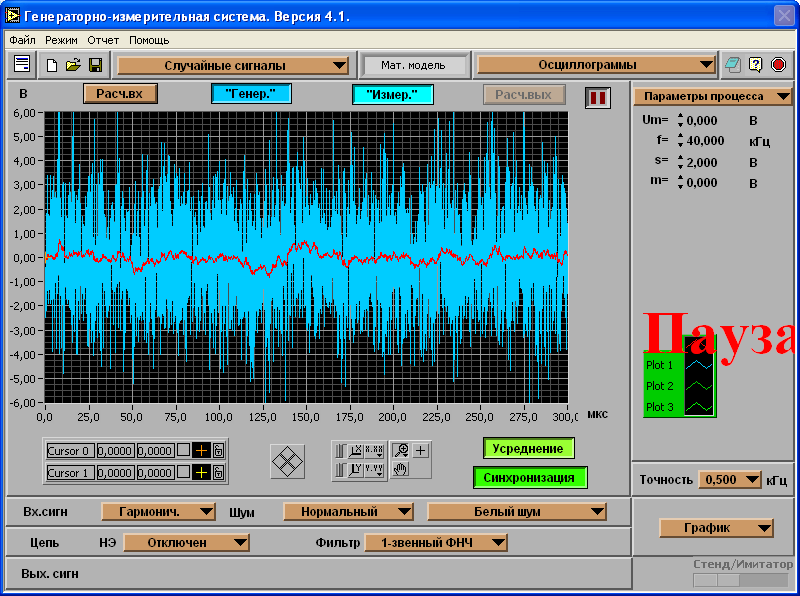 Генераторно-измерительная система. Версия 4.1.
Файл Режим Отчет Помощь
Случайные сигналы Мат. модель Осциллограммы
В Расч.вх "Генер." "Измер." Расч.вых Параметры процесса
Um= 0,000 В
f= 40,000 кГц
s= 2,000 В
m= 0,000 В
6,00
5,00
4,00
3,00
2,00
1,00
0,00
-1,00
-2,00
-3,00
-4,00
-5,00
-6,00
0,0 25,0 50,0 75,0 100,0 125,0 150,0 175,0 200,0 225,0 250,0 275,0 300,0 мкс
Пауза
Plot 1
Plot 2
Plot 3
Cursor 0 0,0000 0,0000
Cursor 1 0,0000 0,0000
X.XX
Y.YY
Усреднение
Синхронизация
Точность 0,500 кГц
Вх.сигн Гармонич. Шум Нормальный Белый шум
График
Цепь НЭ Отключен Фильтр 1-звенный ФНЧ
Стенд/Имитатор
Вых. сигн